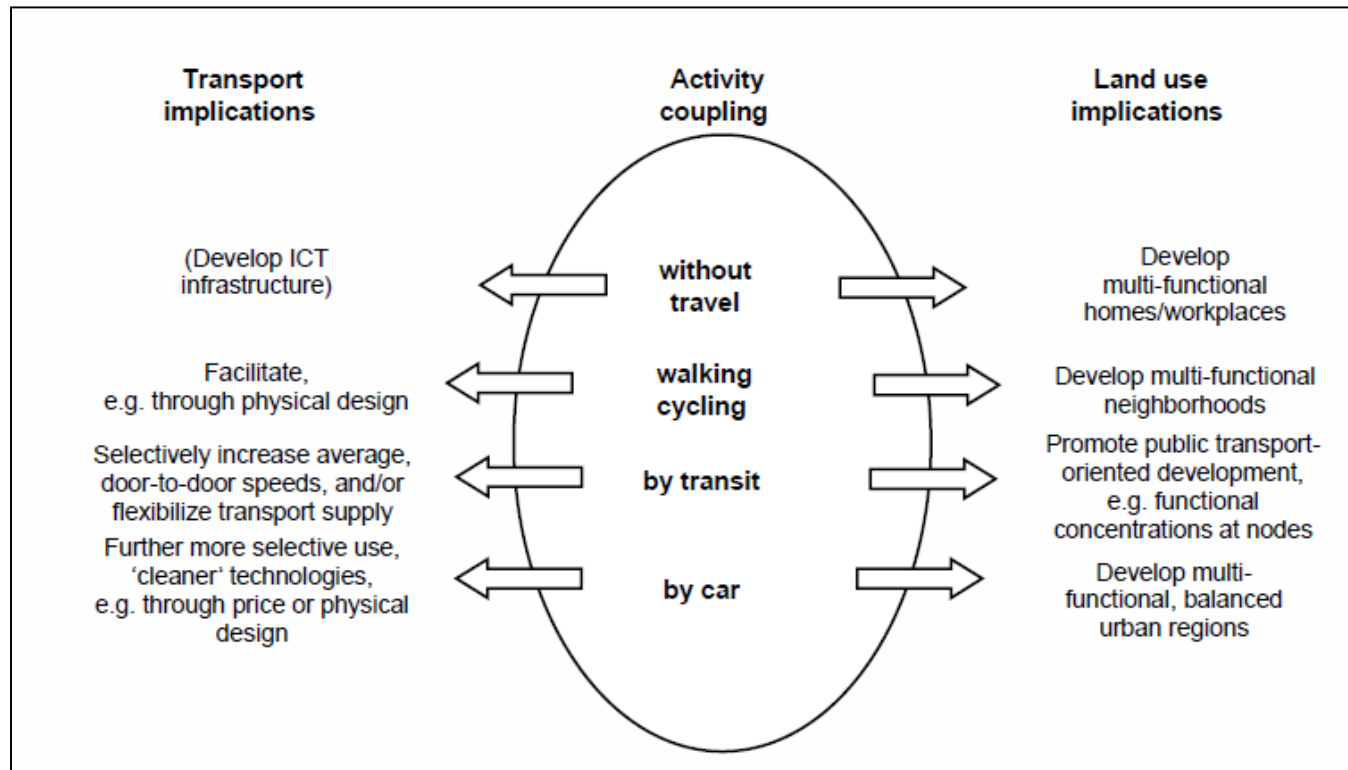 Transport
implications
Activity
coupling
Land use
implications
(Develop ICT
infrastructure)
without
travel
Develop
multi-functional
homes/workplaces
Facilitate,
e.g. through physical design
walking
cycling
Develop multi-functional
neighborhoods
Selectively increase average,
door-to-door speeds, and/or
flexibilize transport supply
by transit
Promote public transport-
oriented development,
e.g. functional
concentrations at nodes
Further more selective use,
‘cleaner‘ technologies,
e.g. through price or physical
design
by car
Develop multi-
functional, balanced
urban regions